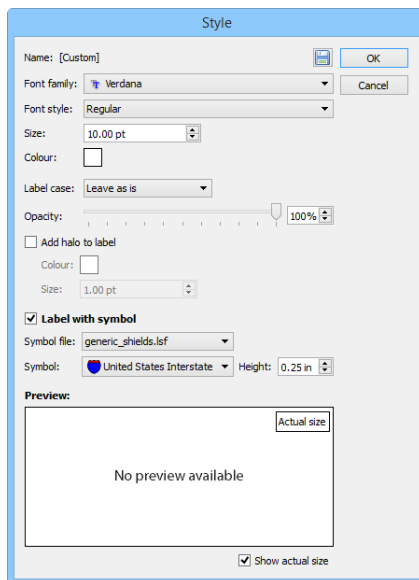 Style
Name: [Custom]
OK
Font family: Verdana
Cancel
Font style: Regular
Size: 10.00 pt
Colour:
Label case: Leave as is
Opacity: 100%
Add halo to label
Colour:
Size: 1.00 pt
Label with symbol
Symbol file: generic_shields.lsf
Symbol: United States Interstate Height: 0.25 in
Preview:
Actual size
No preview available
Show actual size